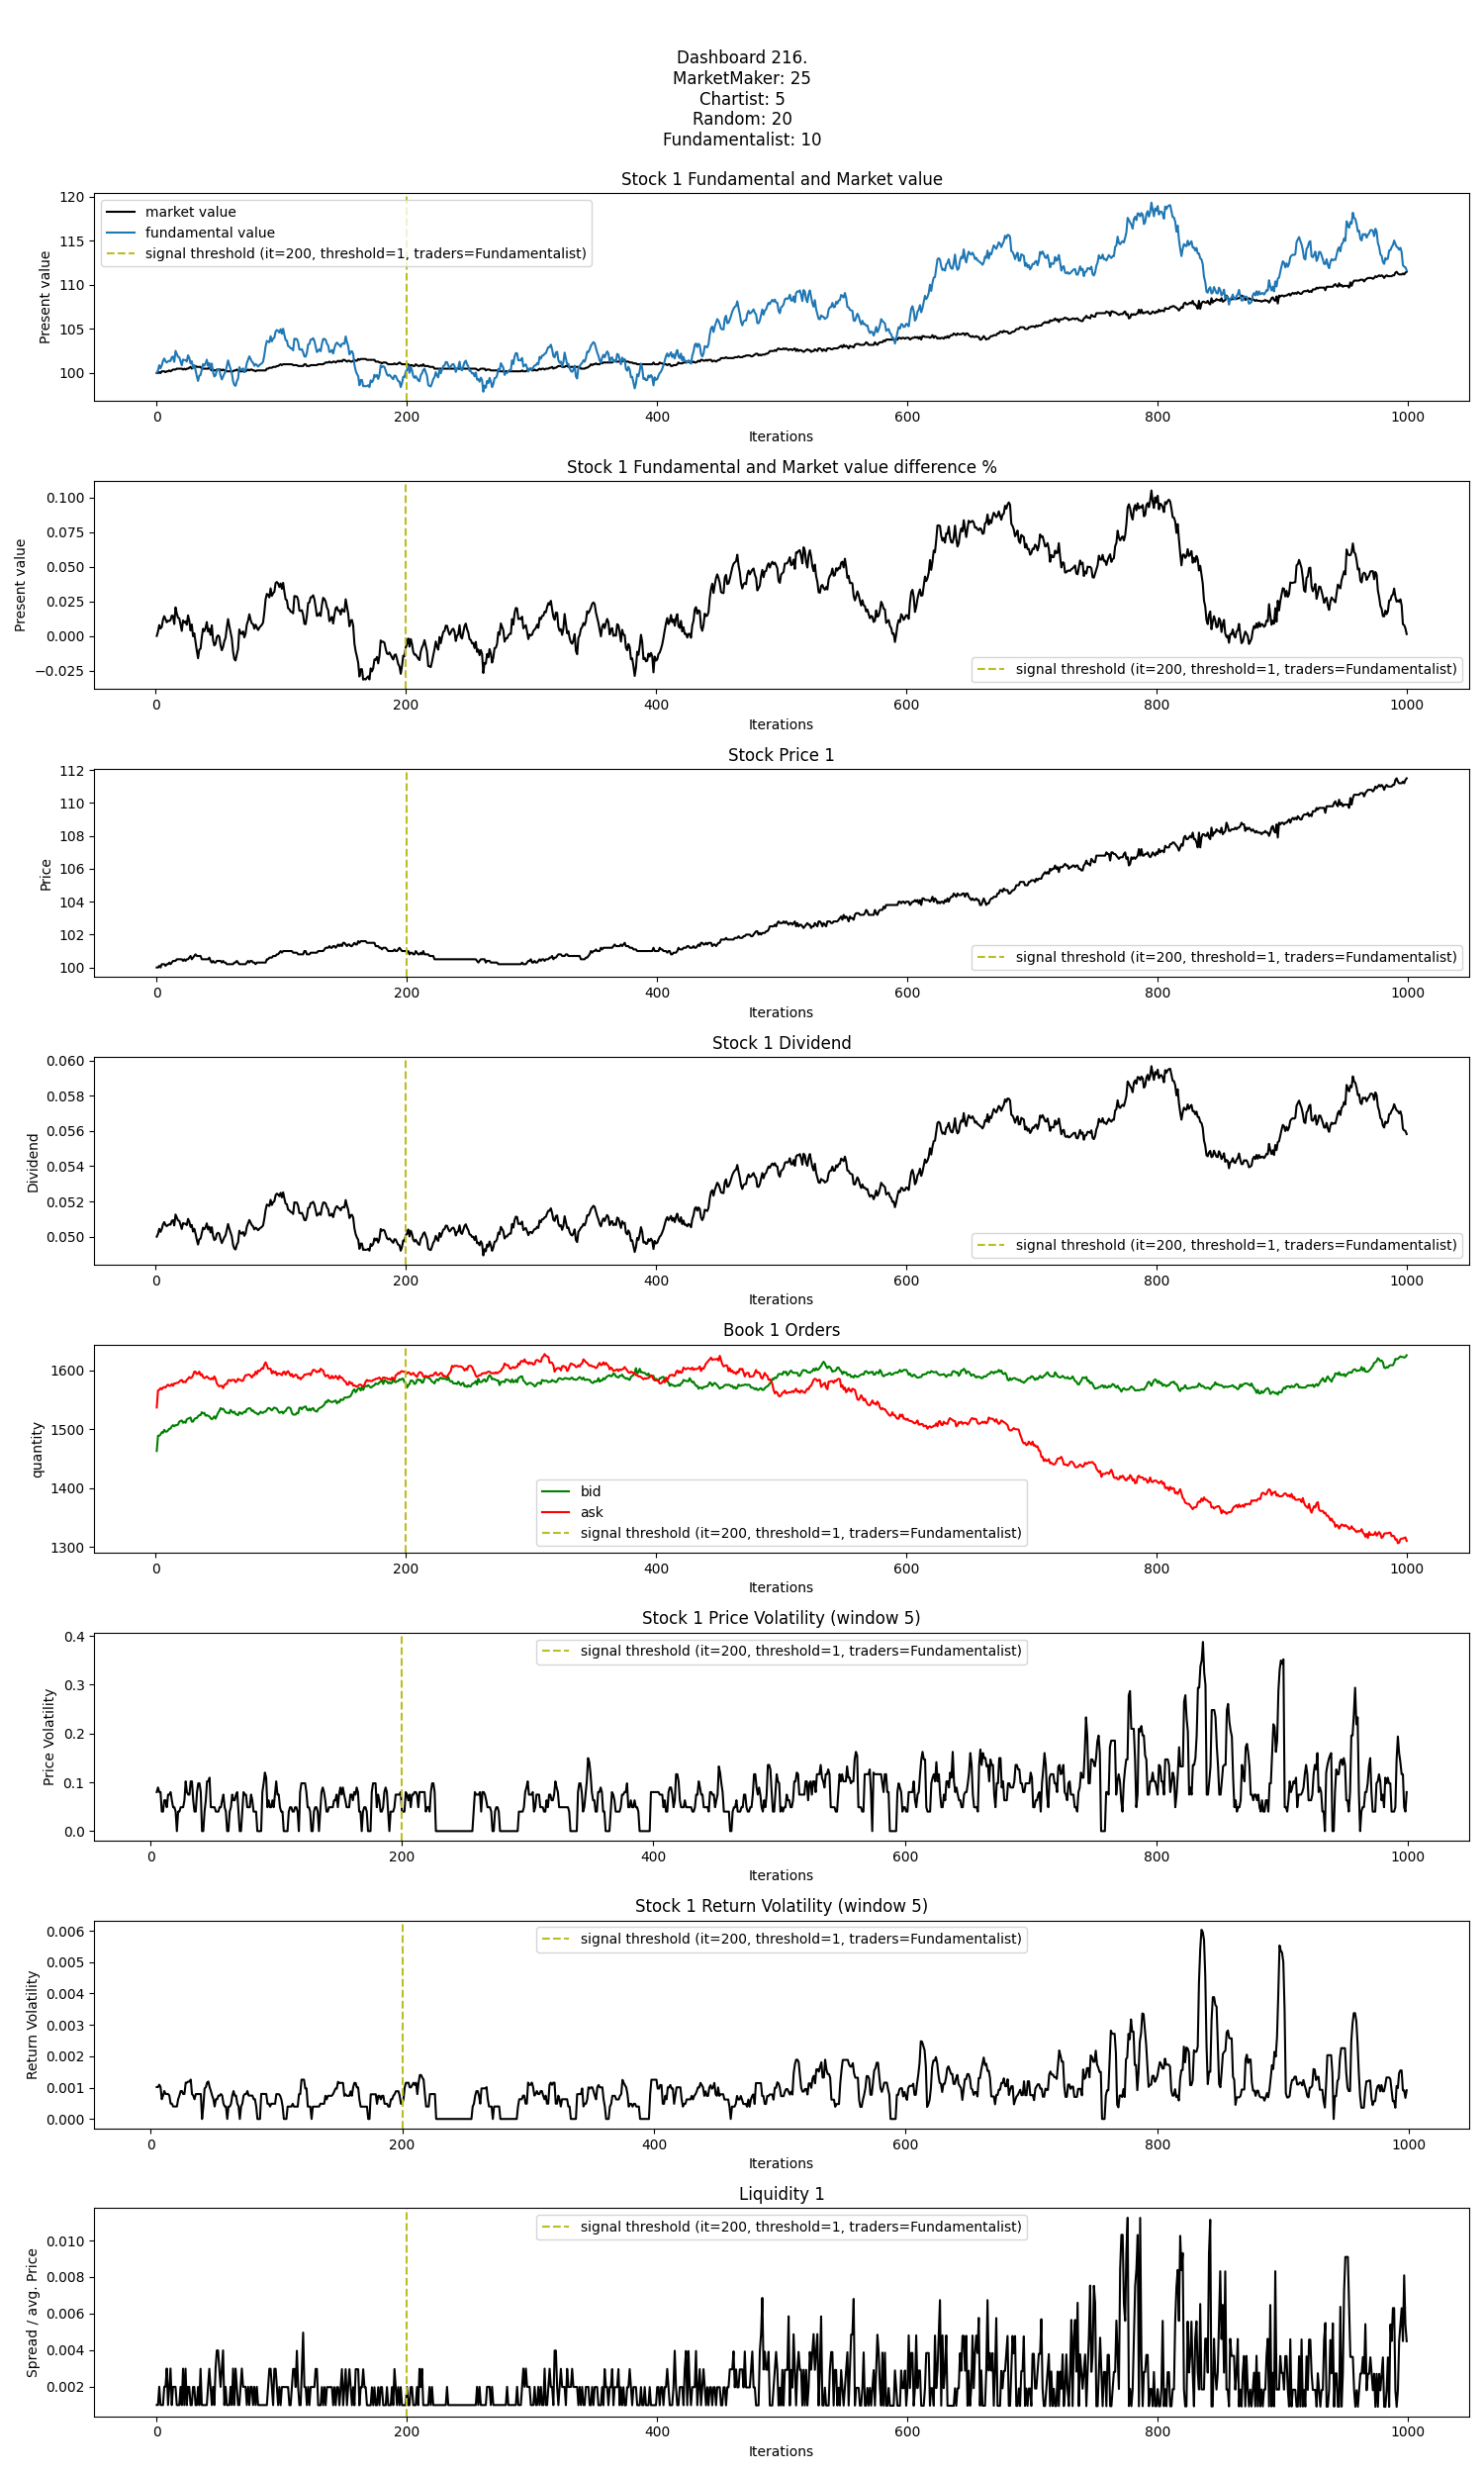 Dashboard 216.
MarketMaker: 25
Chartist: 5
Random: 20
Fundamentalist: 10
Stock 1 Fundamental and Market value
Present value
120
115
110
105
100
market value
fundamental value
signal threshold (it=200, threshold=1, traders=Fundamentalist)
0 200 400 600 800 1000
Iterations
Stock 1 Fundamental and Market value difference %
Present value
0.100
0.075
0.050
0.025
0.000
−0.025
signal threshold (it=200, threshold=1, traders=Fundamentalist)
0 200 400 600 800 1000
Iterations
Stock Price 1
Price
112
110
108
106
104
102
100
signal threshold (it=200, threshold=1, traders=Fundamentalist)
0 200 400 600 800 1000
Iterations
Stock 1 Dividend
Dividend
0.060
0.058
0.056
0.054
0.052
0.050
signal threshold (it=200, threshold=1, traders=Fundamentalist)
0 200 400 600 800 1000
Iterations
Book 1 Orders
quantity
1600
1500
1400
1300
bid
ask
signal threshold (it=200, threshold=1, traders=Fundamentalist)
0 200 400 600 800 1000
Iterations
Stock 1 Price Volatility (window 5)
Price Volatility
0.4
0.3
0.2
0.1
0.0
signal threshold (it=200, threshold=1, traders=Fundamentalist)
0 200 400 600 800 1000
Iterations
Stock 1 Return Volatility (window 5)
Return Volatility
0.006
0.005
0.004
0.003
0.002
0.001
0.000
signal threshold (it=200, threshold=1, traders=Fundamentalist)
0 200 400 600 800 1000
Iterations
Liquidity 1
Spread / avg. Price
0.010
0.008
0.006
0.004
0.002
signal threshold (it=200, threshold=1, traders=Fundamentalist)
0 200 400 600 800 1000
Iterations